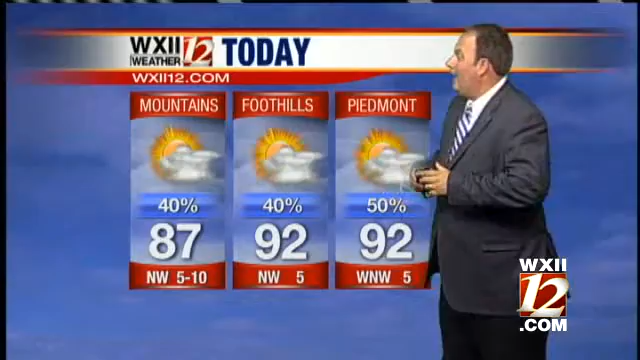 WXII 12 TODAY
WEATHER
WXII12.COM
MOUNTAINS FOOTHILLS PIEDMONT
40% 40% 50%
87 92 92
NW 5-10 NW 5 WNW 5
WXII
12
.COM